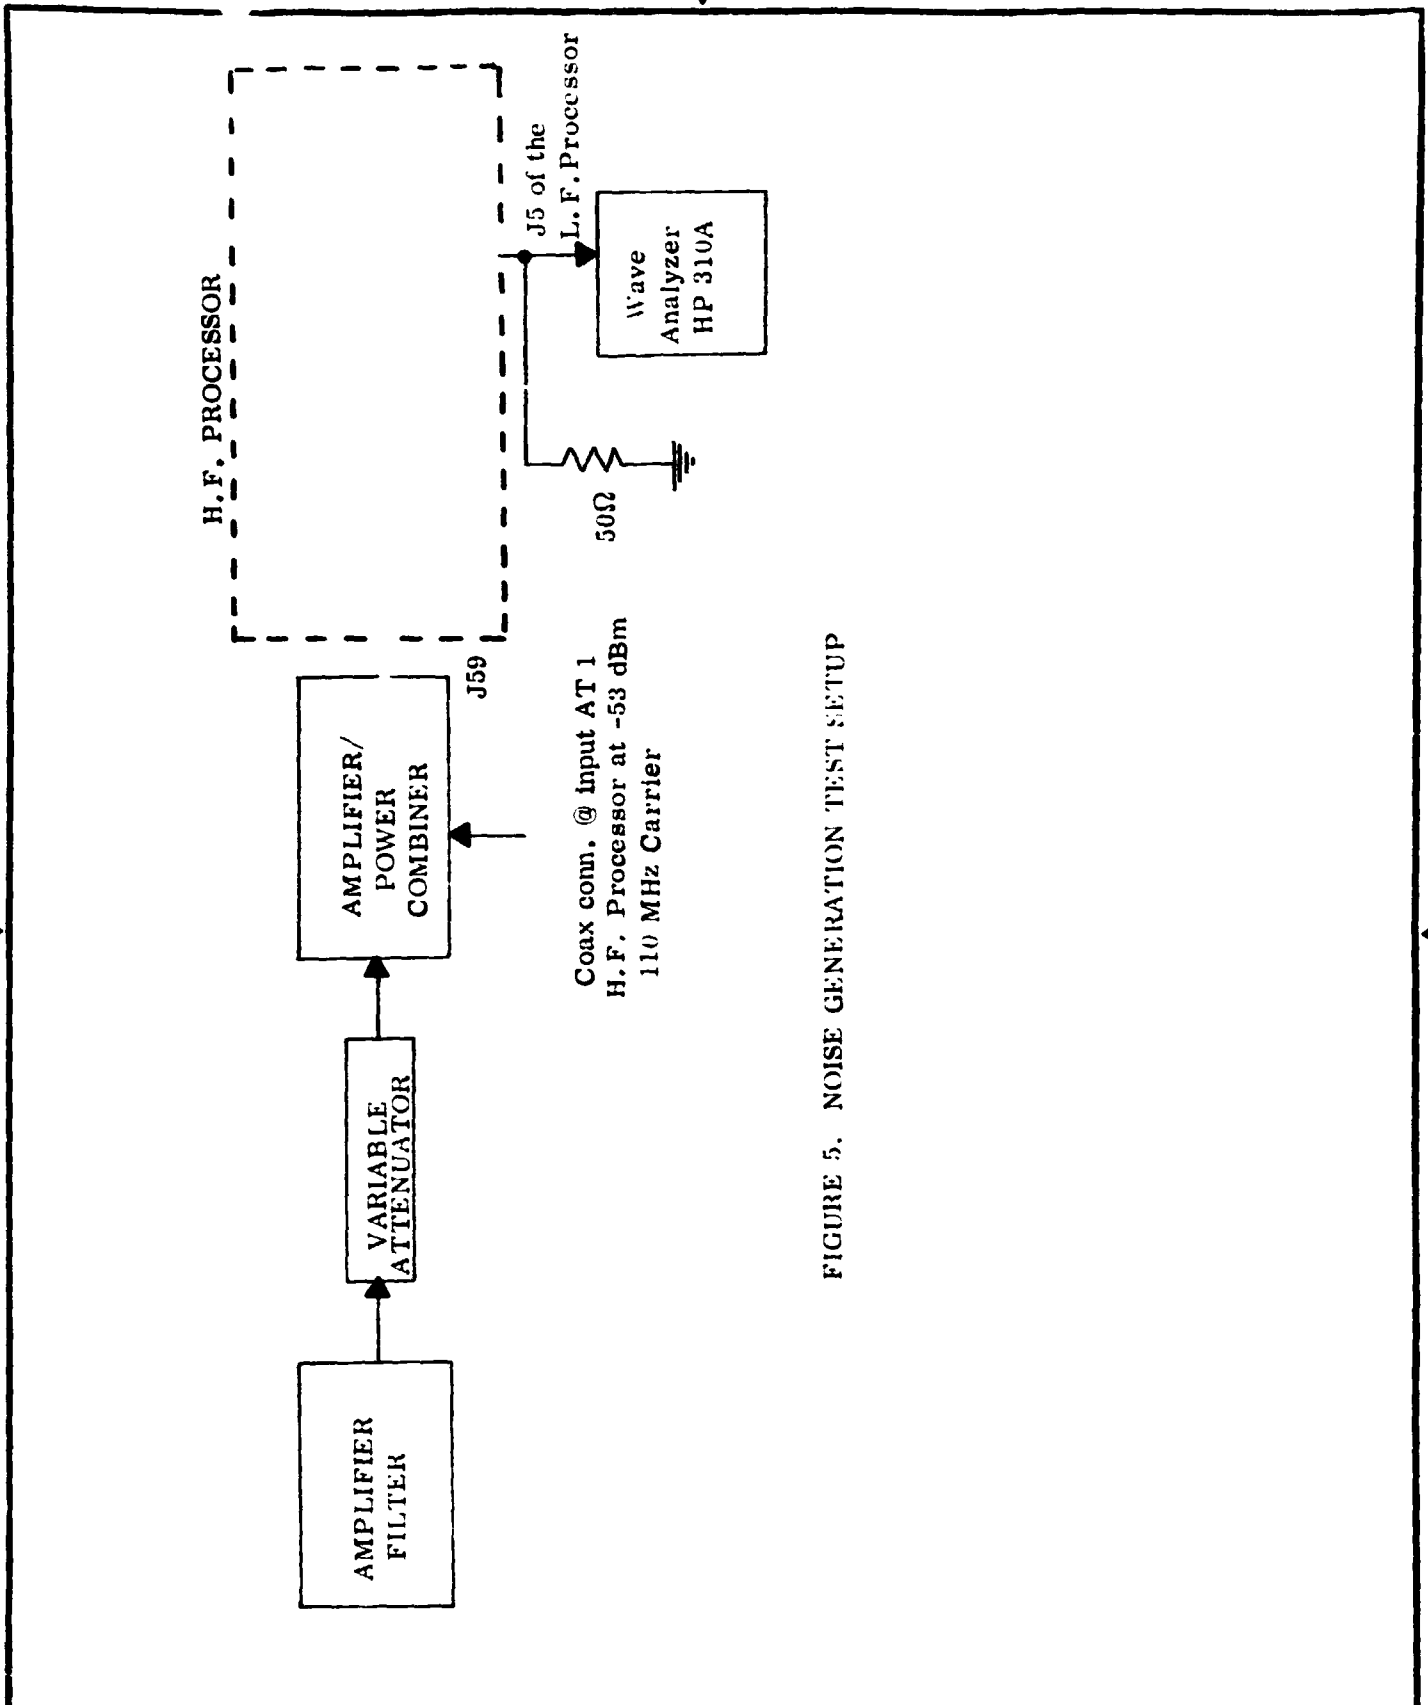 AMPLIFIER
FILTER
VARIABLE
ATTENUATOR
AMPLIFIER/
POWER
COMBINER
J59
H.F. PROCESSOR
J5 of the
L.F. Processor
Wave
Analyzer
HP 310A
50Ω
Coax conn. @ input AT 1
H.F. Processor at -53 dBm
110 MHz Carrier
FIGURE 5. NOISE GENERATION TEST SETUP